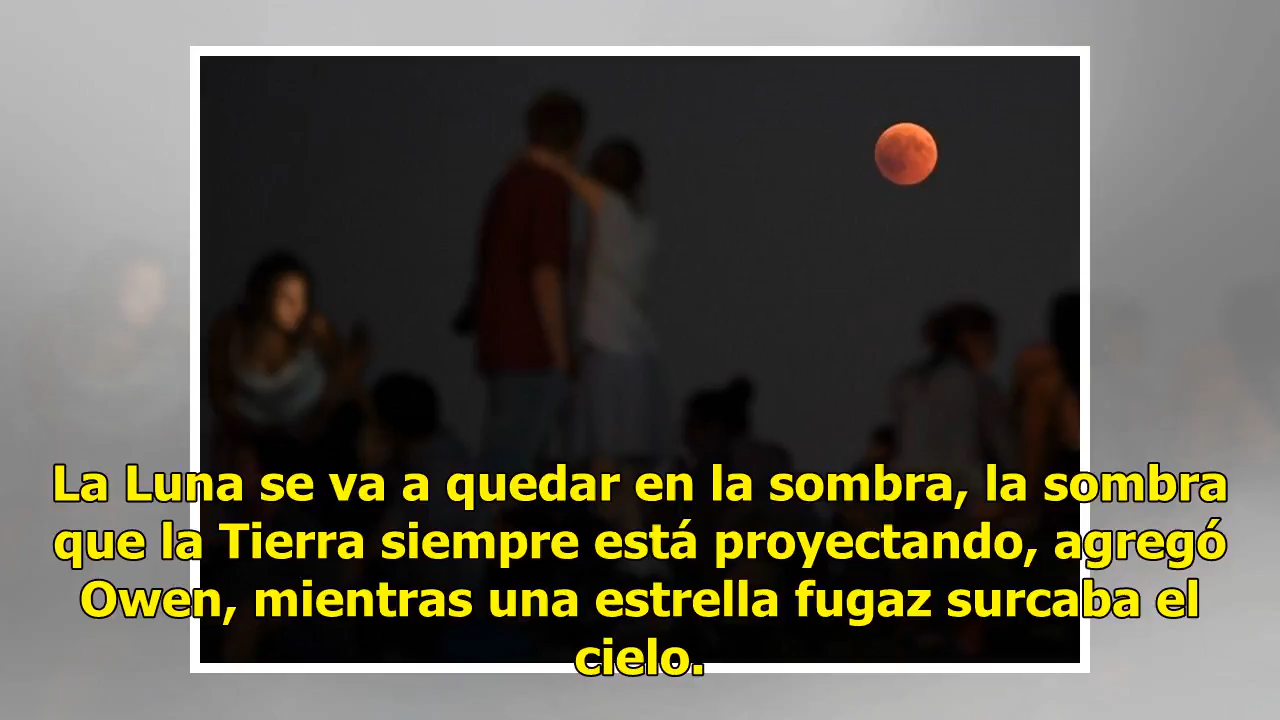 La Luna se va a quedar en la sombra, la sombra
que la Tierra siempre está proyectando, agregó
Owen, mientras una estrella fugaz surcaba el
cielo.